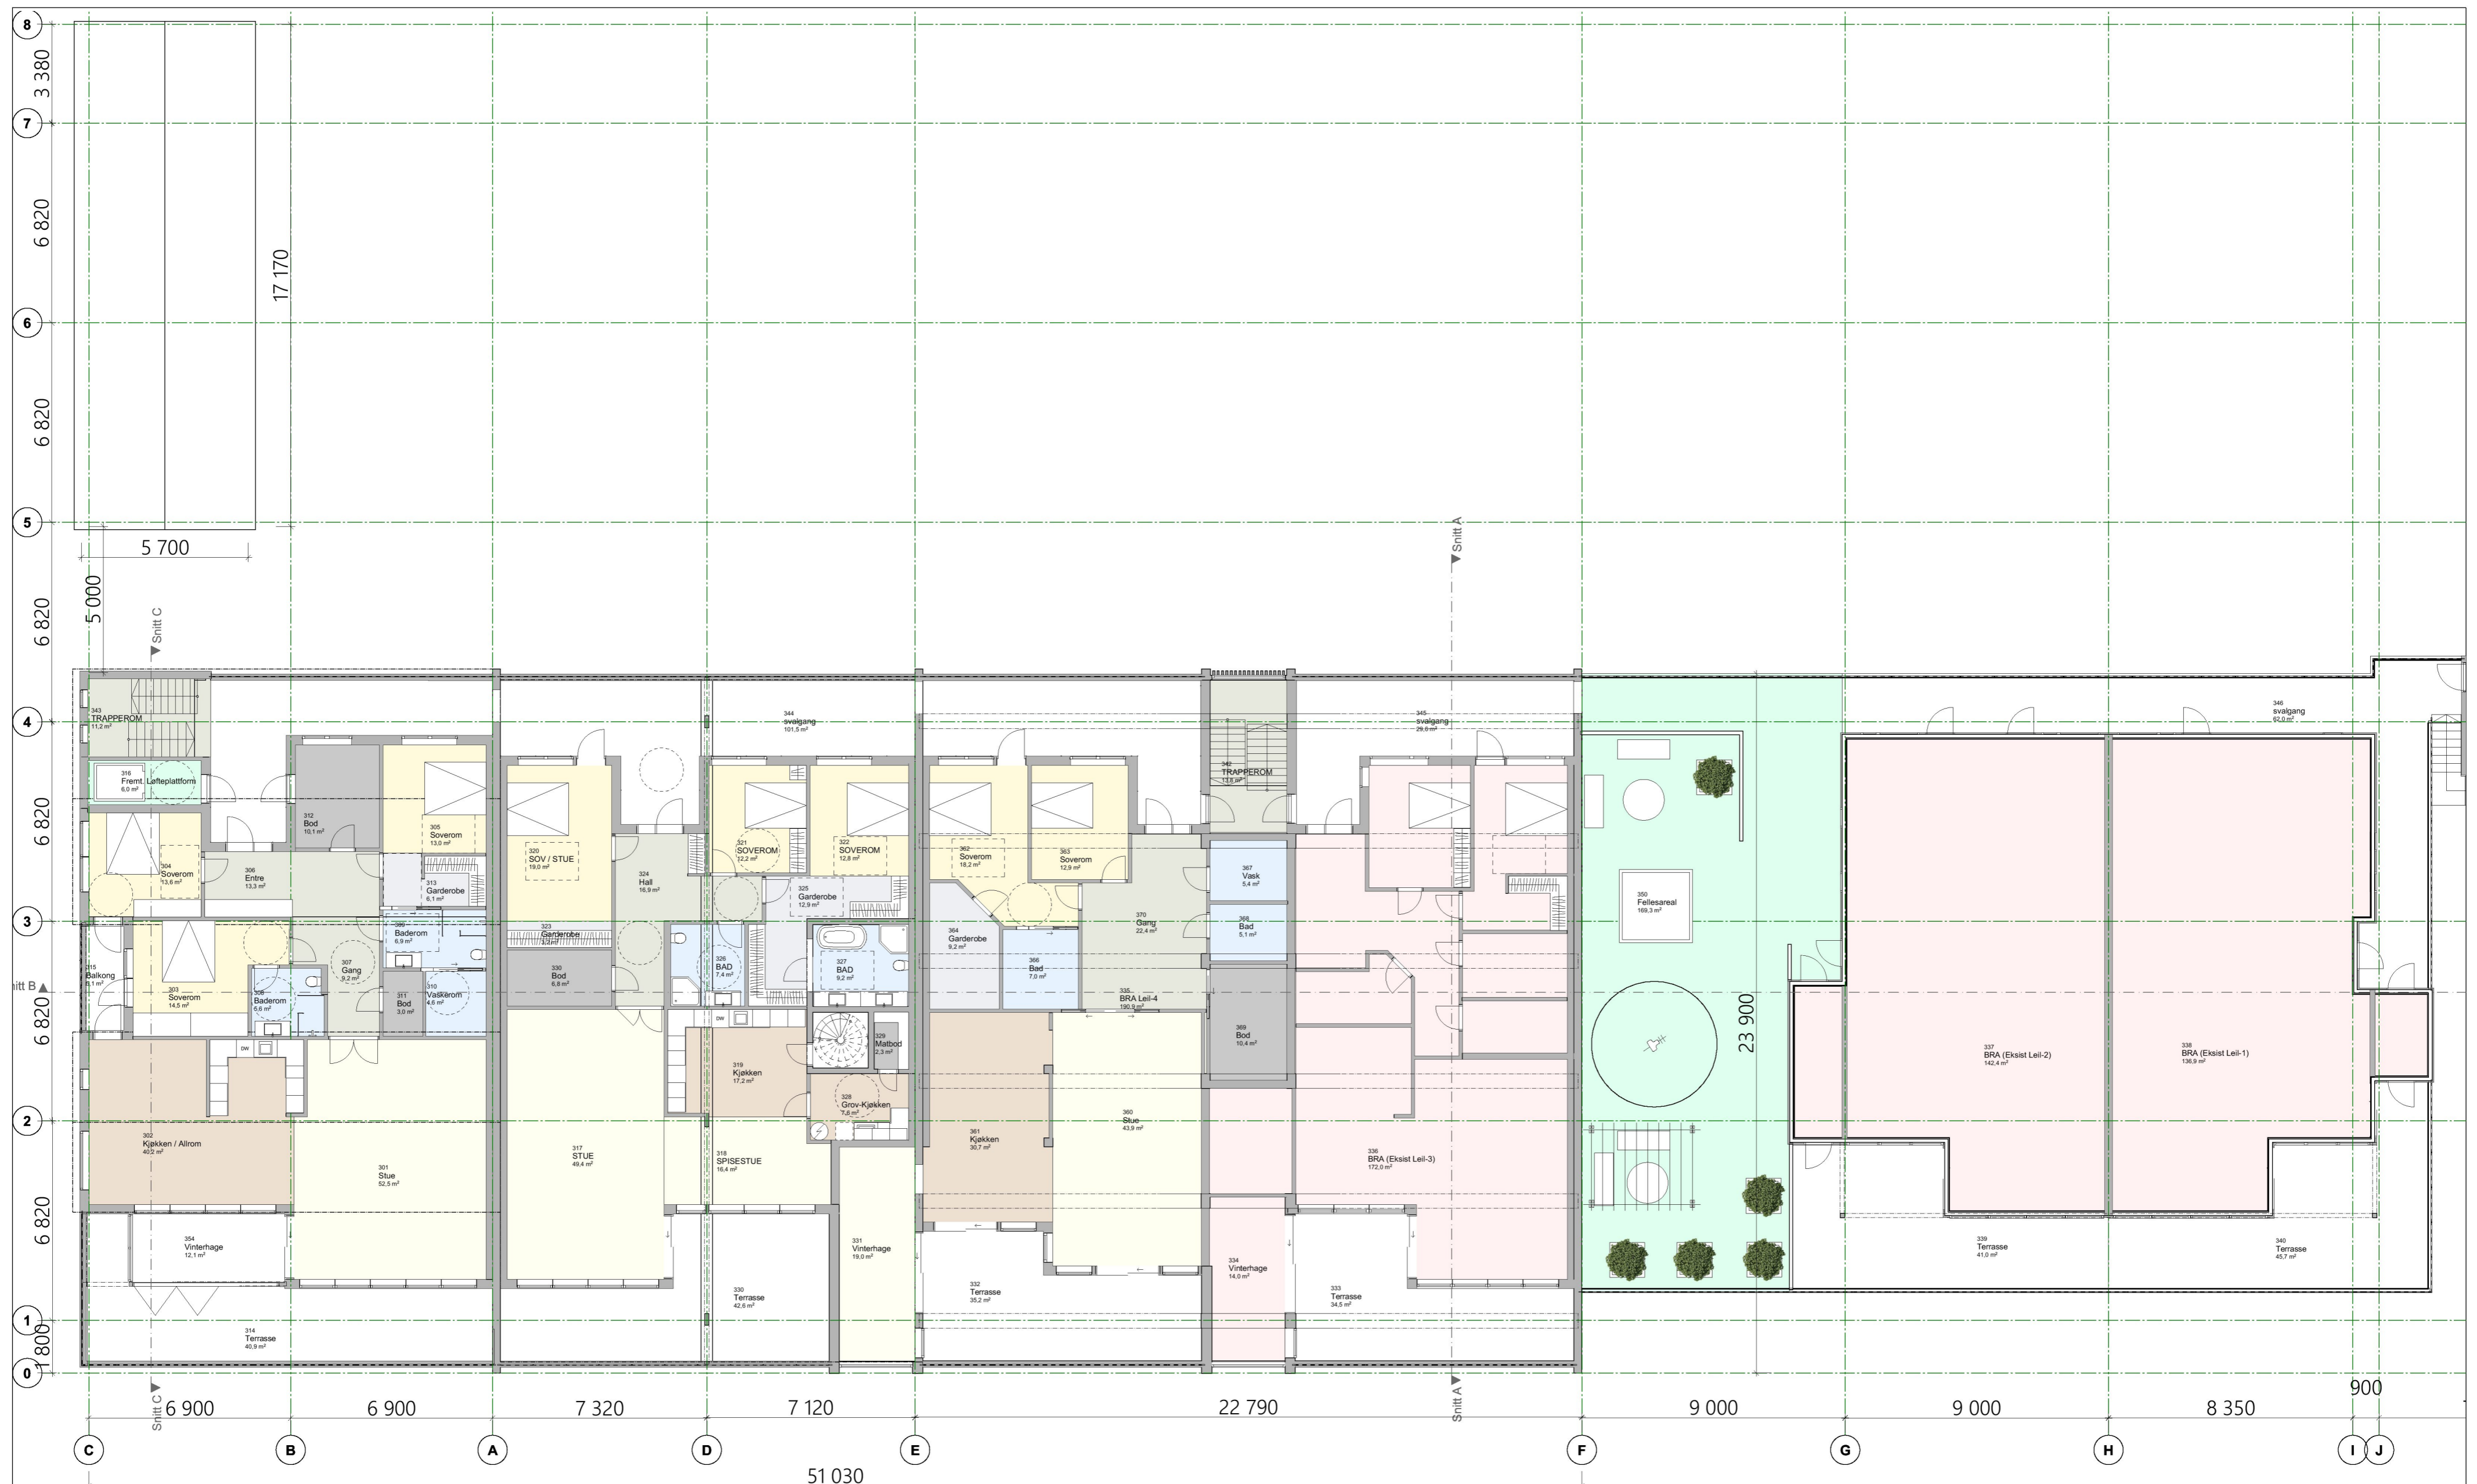 8
3 380
7
6 820
17 170
6
6 820
5
5 700
Snitt A
5 000
6 820
Snitt C
4
343
TRAPPEROM
11,2 m²
344
svalgang
101,5 m²
342
TRAPPEROM
13,6 m²
345
svalgang
29,6 m²
346
svalgang
62,0 m²
316
Fremt. Løfteplattform
6,0 m²
6 820
312
Bod
10,1 m²
305
Soverom
13,0 m²
304
Soverom
13,6 m²
306
Entre
13,3 m²
313
Garderobe
6,1 m²
320
SOV / STUE
19,0 m²
324
Hall
16,9 m²
321
SOVEROM
12,2 m²
322
SOVEROM
12,8 m²
325
Garderobe
12,9 m²
362
Soverom
18,2 m²
363
Soverom
12,9 m²
367
Vask
5,4 m²
350
Fellesareal
169,3 m²
3
Baderom
6,9 m²
323
Garderobe
364
Garderobe
9,2 m²
370
Gang
22,4 m²
368
Bad
5,1 m²
315
Balkong
307
Gang
9,2 m²
330
Bod
6,8 m²
326
BAD
7,4 m²
327
BAD
9,2 m²
366
Bad
7,0 m²
nitt B
303
Soverom
14,5 m²
Baderom
5,6 m²
311
Bod
3,0 m²
310
Vaskerom
4,6 m²
335
BRA Leil-4
190,9 m²
6 820
23 900
DW
DW
329
Matbod
2,3 m²
369
Bod
10,4 m²
319
Kjøkken
17,2 m²
337
BRA (Eksist Leil-2)
142,4 m²
338
BRA (Eksist Leil-1)
136,9 m²
328
Grov-Kjøkken
7,6 m²
2
302
Kjøkken / Allrom
40,2 m²
301
Stue
52,5 m²
317
STUE
49,4 m²
318
SPISESTUE
16,4 m²
361
Kjøkken
30,7 m²
360
Stue
43,9 m²
336
BRA (Eksist Leil-3)
172,0 m²
6 820
354
Vinterhage
12,1 m²
331
Vinterhage
19,0 m²
334
Vinterhage
14,0 m²
339
Terrasse
41,0 m²
340
Terrasse
45,7 m²
330
Terrasse
42,6 m²
332
Terrasse
35,2 m²
333
Terrasse
34,5 m²
1
314
Terrasse
40,9 m²
1 800
0
Snitt C
Snitt A
900
6 900
6 900
7 320
7 120
22 790
9 000
9 000
8 350
C
B
A
D
E
F
G
H
I
J
51 030